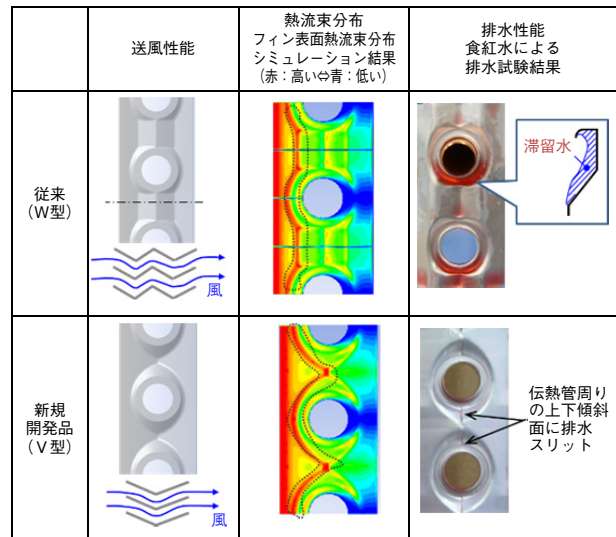 送風性能
熱流束分布
フィン表面熱流束分布
シミュレーション結果
(赤：高い⇔青：低い)
排水性能
食紅水による
排水試験結果
従来
(W型)
風
滞留水
新規
開発品
(V型)
風
伝熱管周り
の上下傾斜
面に排水
スリット